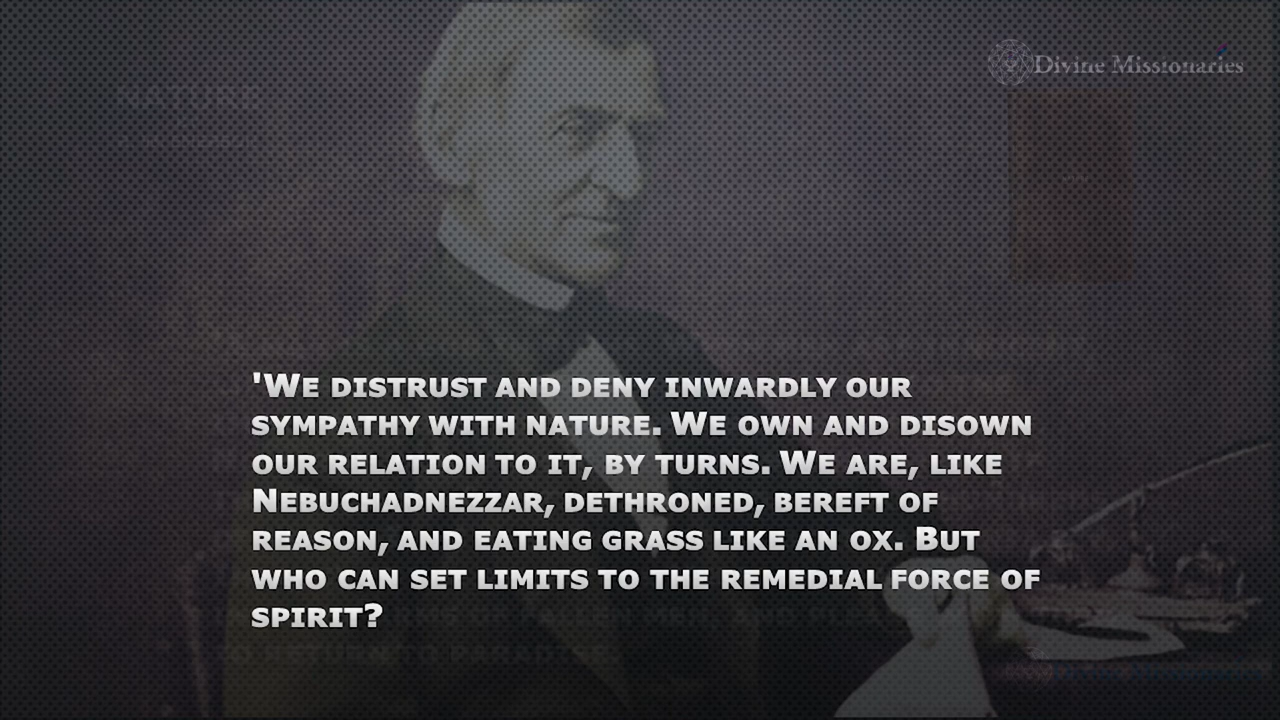 Divine Missionaries
NATURE
'We distrust and deny inwardly our
sympathy with nature. We own and disown
our relation to it, by turns. We are, like
Nebuchadnezzar, dethroned, bereft of
reason, and eating grass like an ox. But
who can set limits to the remedial force of
spirit?